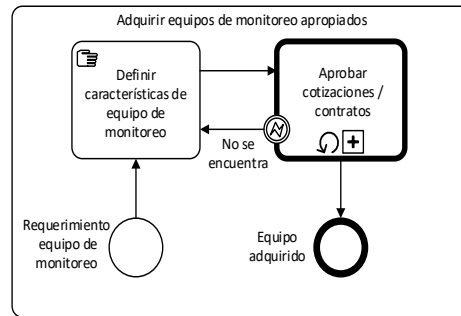 Adquirir equipos de monitoreo apropiados
Definir
características de
equipo de
monitoreo
Aprobar
cotizaciones /
contratos
No se
encuentra
Requerimiento
equipo de
monitoreo
Equipo
adquirido